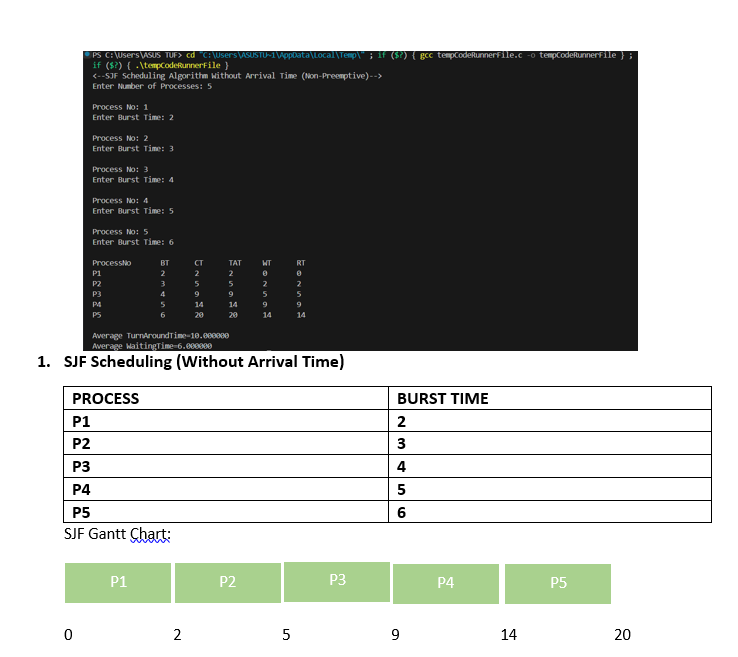 PS C:\Users\ASUS TUF> cd "C:\Users\ASUSTU~1\AppData\Local\Temp\" ; if ($?) { gcc tempCodeRunnerFile.c -o tempCodeRunnerFile } ;
if ($?) { .\tempCodeRunnerFile }
<--SJF Scheduling Algorithm Without Arrival Time (Non-Preemptive)-->
Enter Number of Processes: 5
Process No: 1
Enter Burst Time: 2
Process No: 2
Enter Burst Time: 3
Process No: 3
Enter Burst Time: 4
Process No: 4
Enter Burst Time: 5
Process No: 5
Enter Burst Time: 6
ProcessNo BT CT TAT WT RT
P1 2 2 2 0 0
P2 3 5 5 2 2
P3 4 9 9 5 5
P4 5 14 14 9 9
P5 6 20 20 14 14
Average TurnAroundTime=10.000000
Average WaitingTime=6.000000
1. SJF Scheduling (Without Arrival Time)
PROCESS BURST TIME
P1 2
P2 3
P3 4
P4 5
P5 6
SJF Gantt Chart:
P1 P2 P3 P4 P5
0 2 5 9 14 20